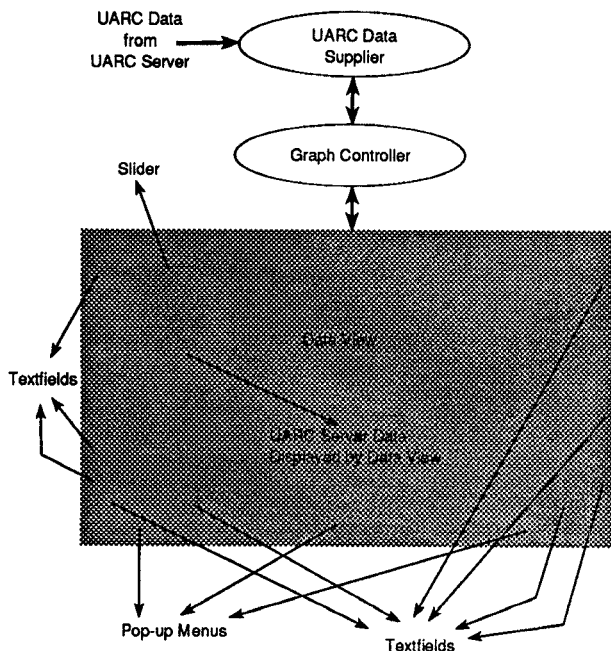 UARC Data
from
UARC Server
UARC Data
Supplier
Graph Controller
Slider
Data View
Textfields
UARC Server Data
Displayed by Data View
Pop-up Menus
Textfields